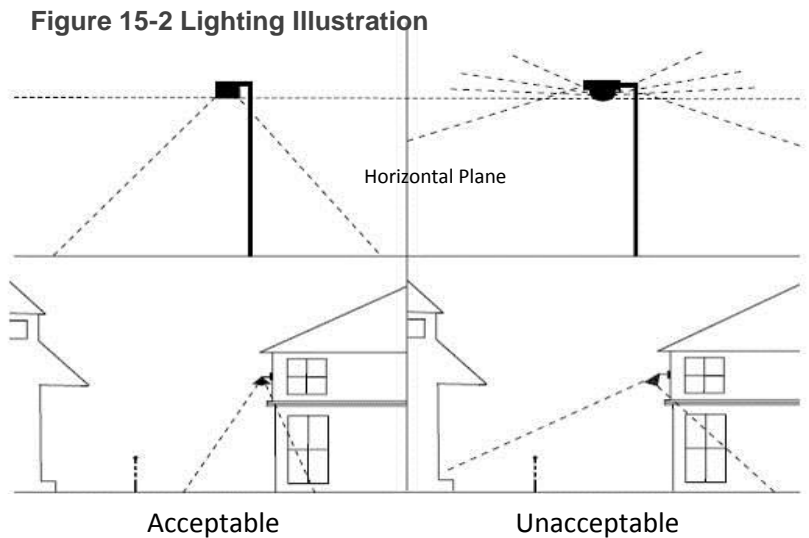 Figure 15-2 Lighting Illustration
Horizontal Plane
Acceptable
Unacceptable